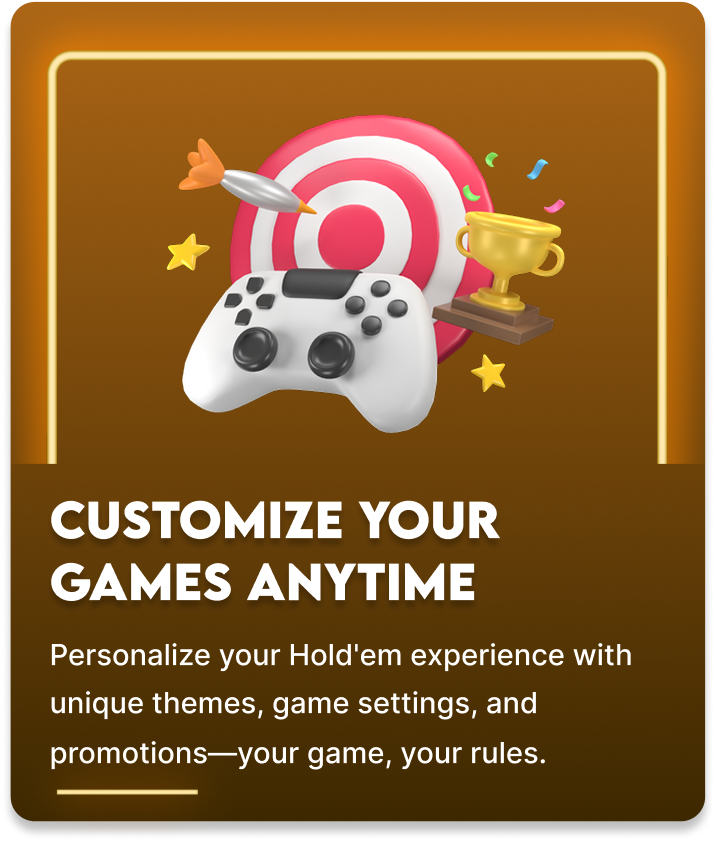 CUSTOMIZE YOUR
GAMES ANYTIME
Personalize your Hold'em experience with
unique themes, game settings, and
promotions—your game, your rules.